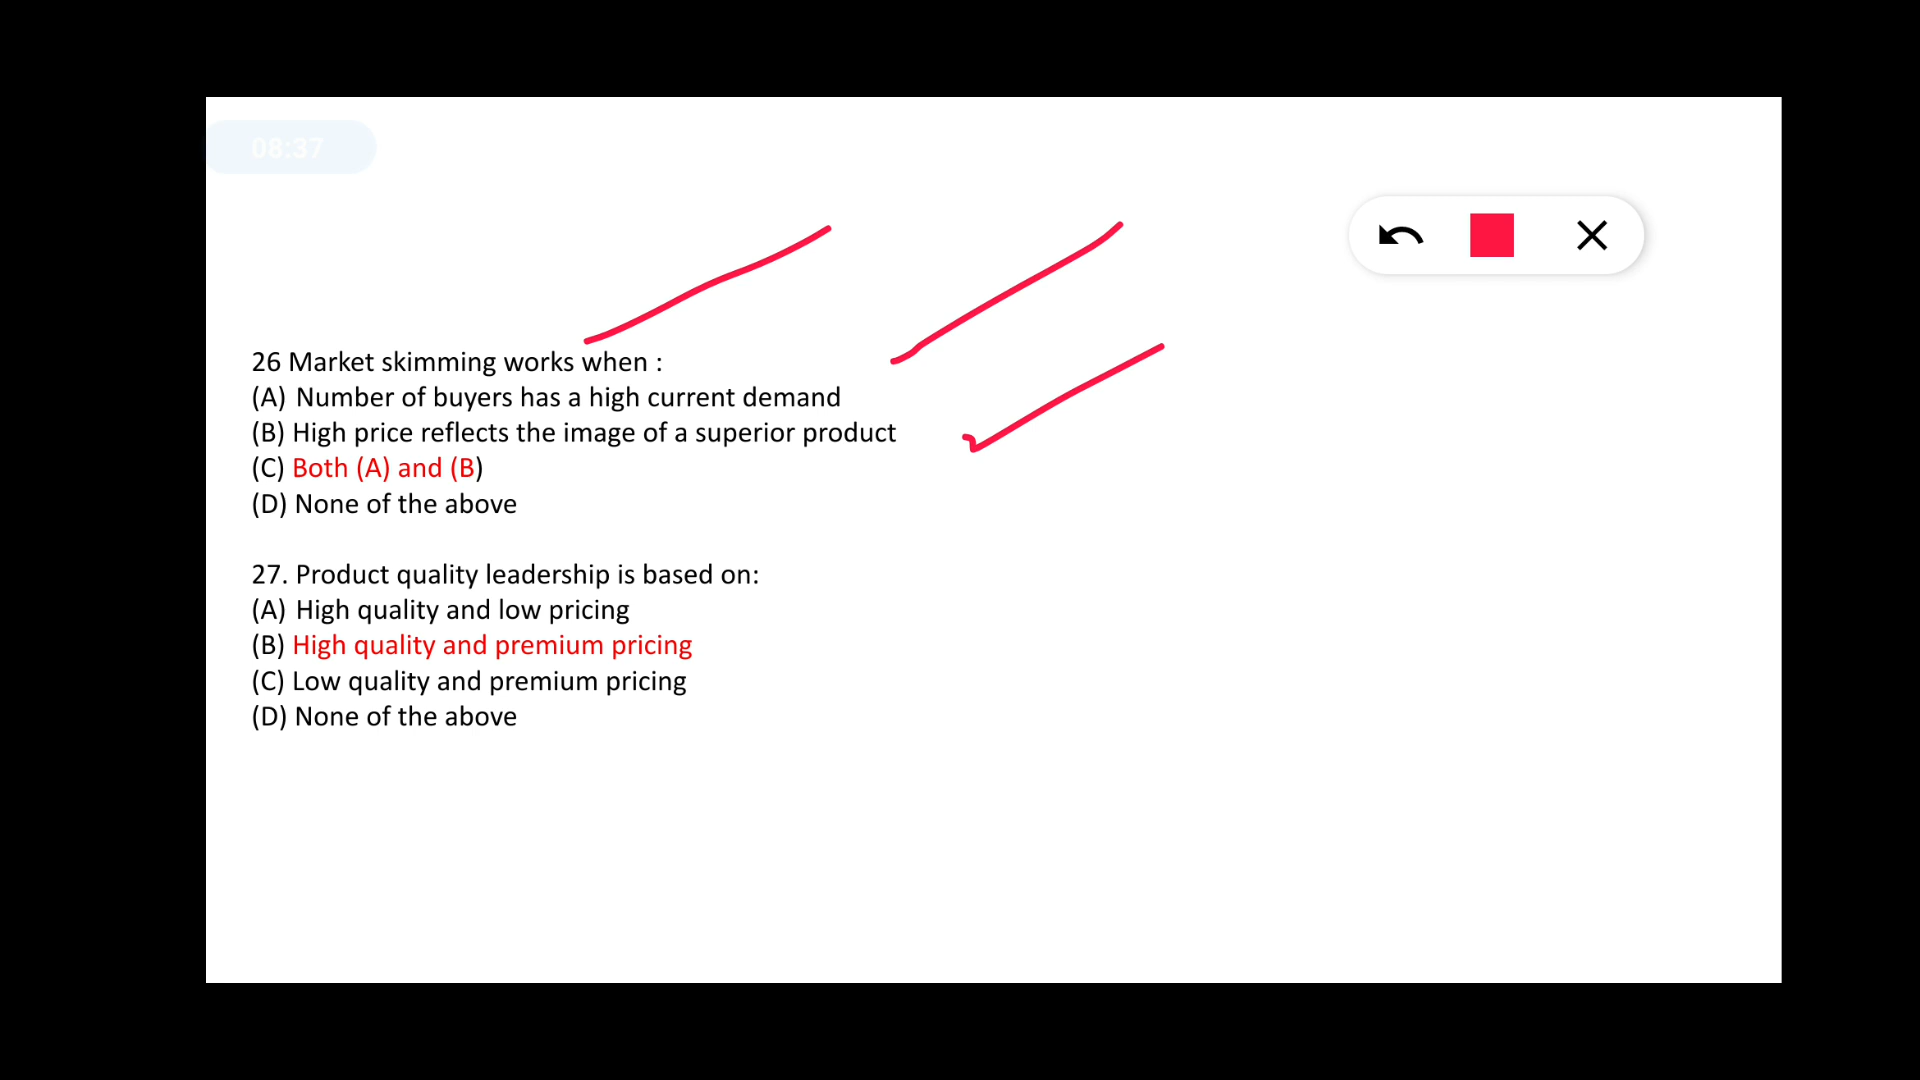 08:37
26 Market skimming works when :
(A) Number of buyers has a high current demand
(B) High price reflects the image of a superior product
(C) Both (A) and (B)
(D) None of the above
27. Product quality leadership is based on:
(A) High quality and low pricing
(B) High quality and premium pricing
(C) Low quality and premium pricing
(D) None of the above